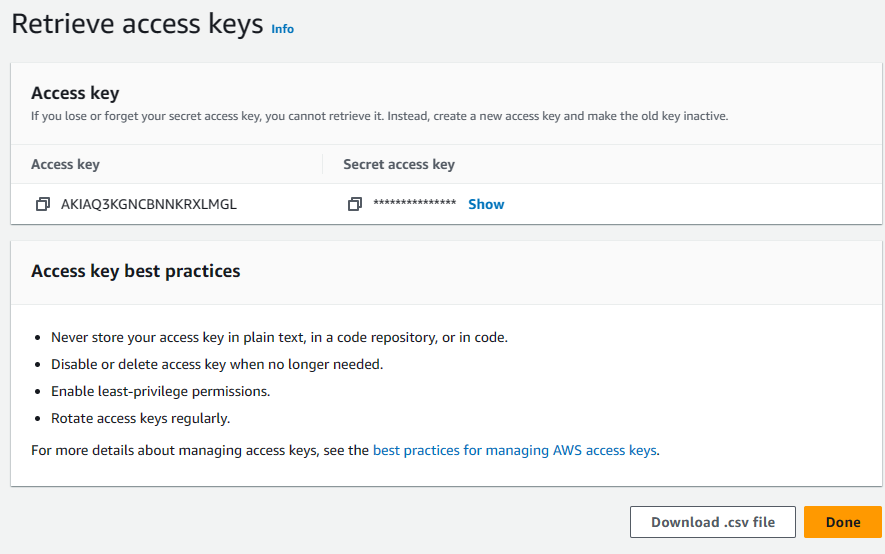 Retrieve access keys Info
Access key
If you lose or forget your secret access key, you cannot retrieve it. Instead, create a new access key and make the old key inactive.
Access key Secret access key
AKIAQ3KGNCBNNKRXLMGL *************** Show
Access key best practices
• Never store your access key in plain text, in a code repository, or in code.
• Disable or delete access key when no longer needed.
• Enable least-privilege permissions.
• Rotate access keys regularly.
For more details about managing access keys, see the best practices for managing AWS access keys.
Download .csv file Done